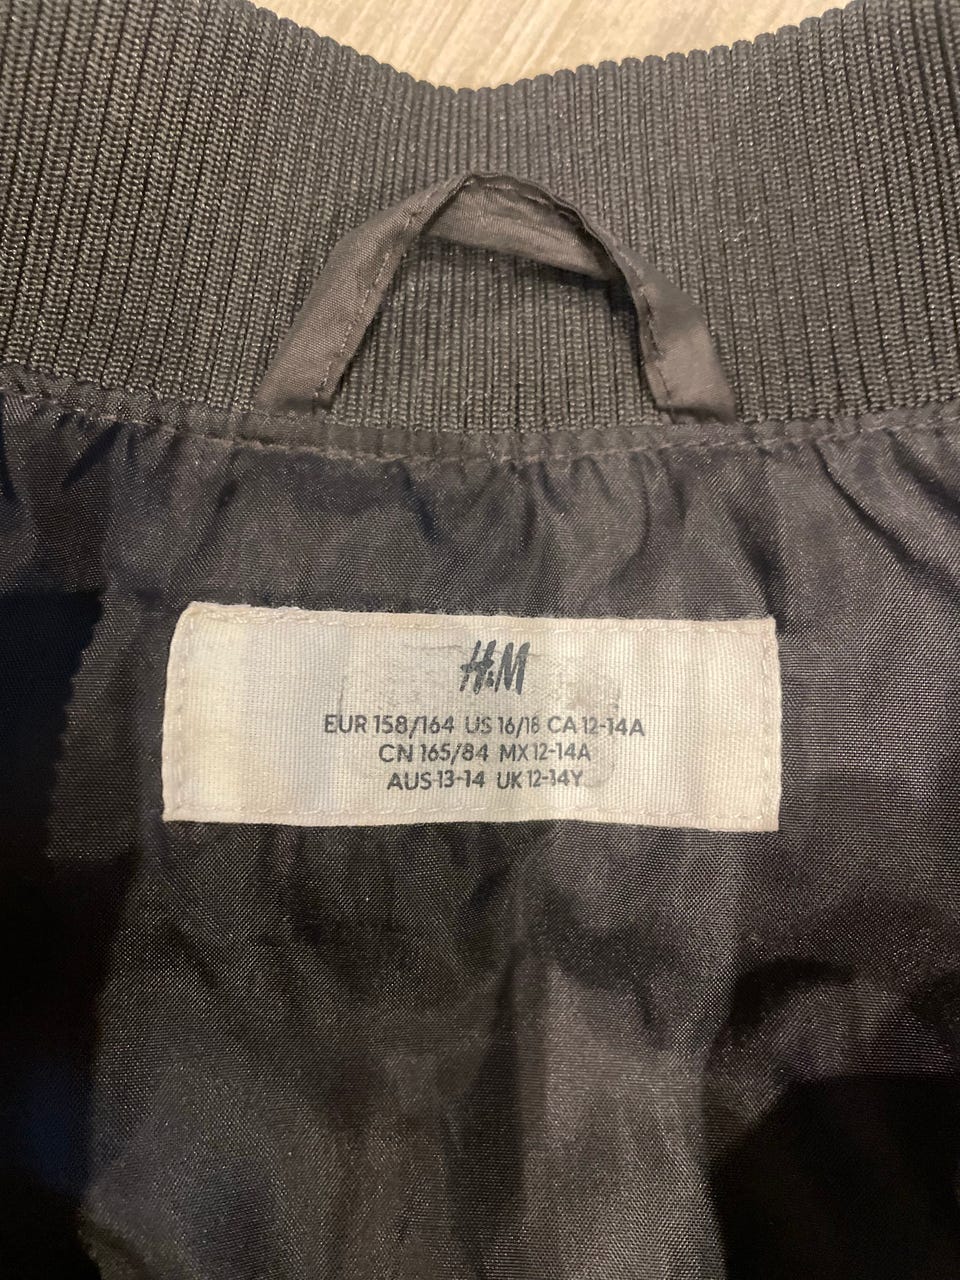 H&M
EUR 158/164 US 16/18 CA 12-14A
CN 165/84 MX 12-14A
AUS 13-14 UK 12-14Y